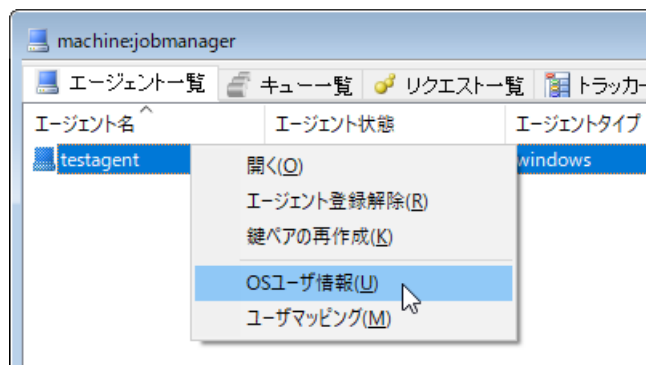 machine:jobmanager
エージェント一覧 キュー一覧 リクエスト一覧 トラッカー
エージェント名 エージェント状態 エージェントタイプ
testagent windows
開く(O)
エージェント登録解除(R)
鍵ペアの再作成(K)
OSユーザ情報(U)
ユーザマッピング(M)